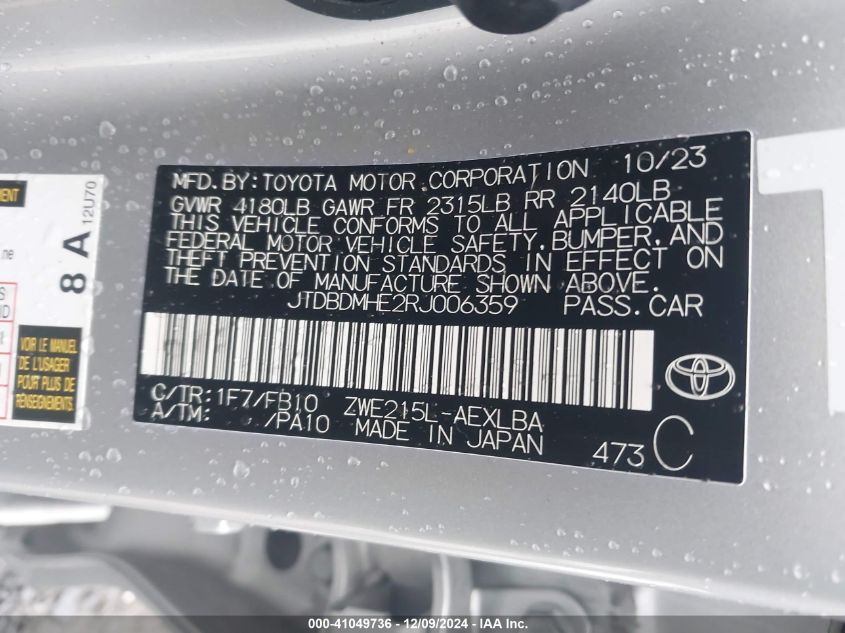 MFD. BY: TOYOTA MOTOR CORPORATION 10/23
GVWR 4180LB GAWR FR 2315LB RR 2140LB
THIS VEHICLE CONFORMS TO ALL APPLICABLE
FEDERAL MOTOR VEHICLE SAFETY, BUMPER, AND
THEFT PREVENTION STANDARDS IN EFFECT ON
THE DATE OF MANUFACTURE SHOWN ABOVE.
JTDBDMHE2RJ006359 PASS. CAR
C/TR: 1F7/FB10 ZWE215L-AEXLBA
A/TM: /PA10 MADE IN JAPAN 473 C
8 A 12U70
VOIR LE MANUEL
DE L'USAGER
POUR PLUS DE
000-41049736 - 12/09/2024 - IAA Inc.